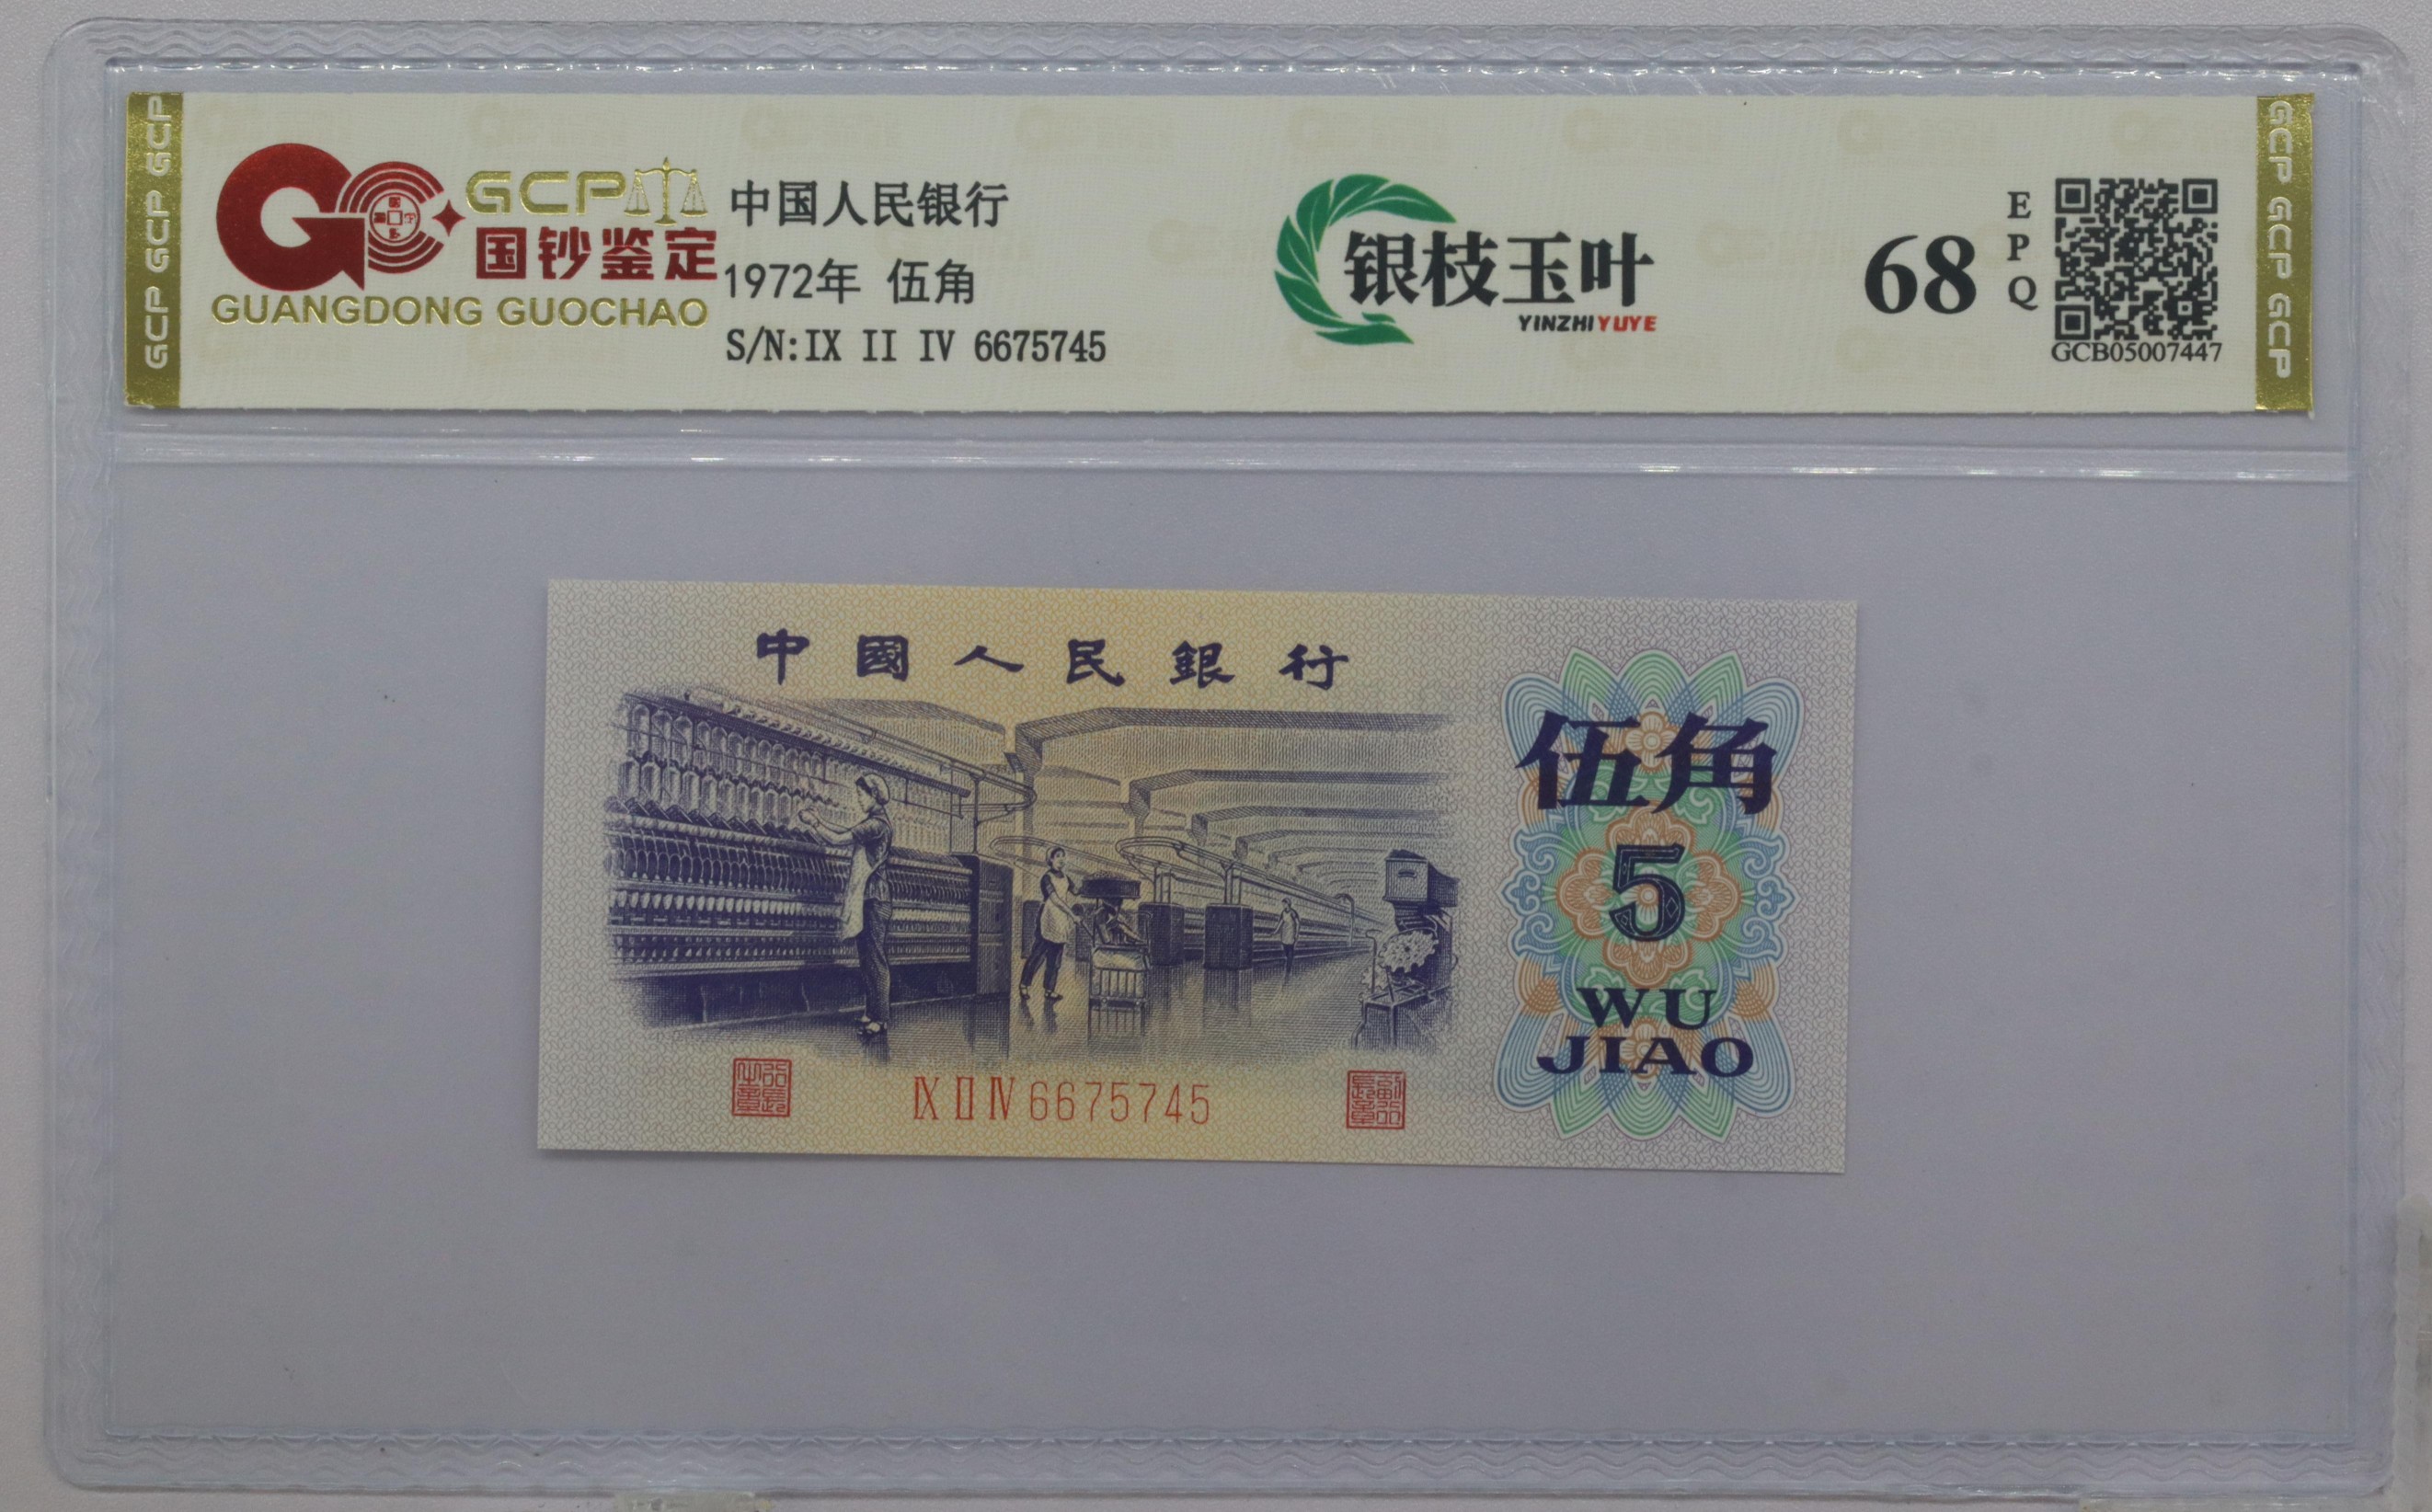 GCP GCP GCP
GCP
国钞鉴定
GUANGDONG GUOCHAO
中国人民银行
1972年 伍角
S/N:IX II IV 6675745
银枝玉叶
YINZHIYUYE
68
EPQ
GCB05007447
GCP GCP GCP
中國人民銀行
伍角
5
WU
JIAO
IX II IV 6675745